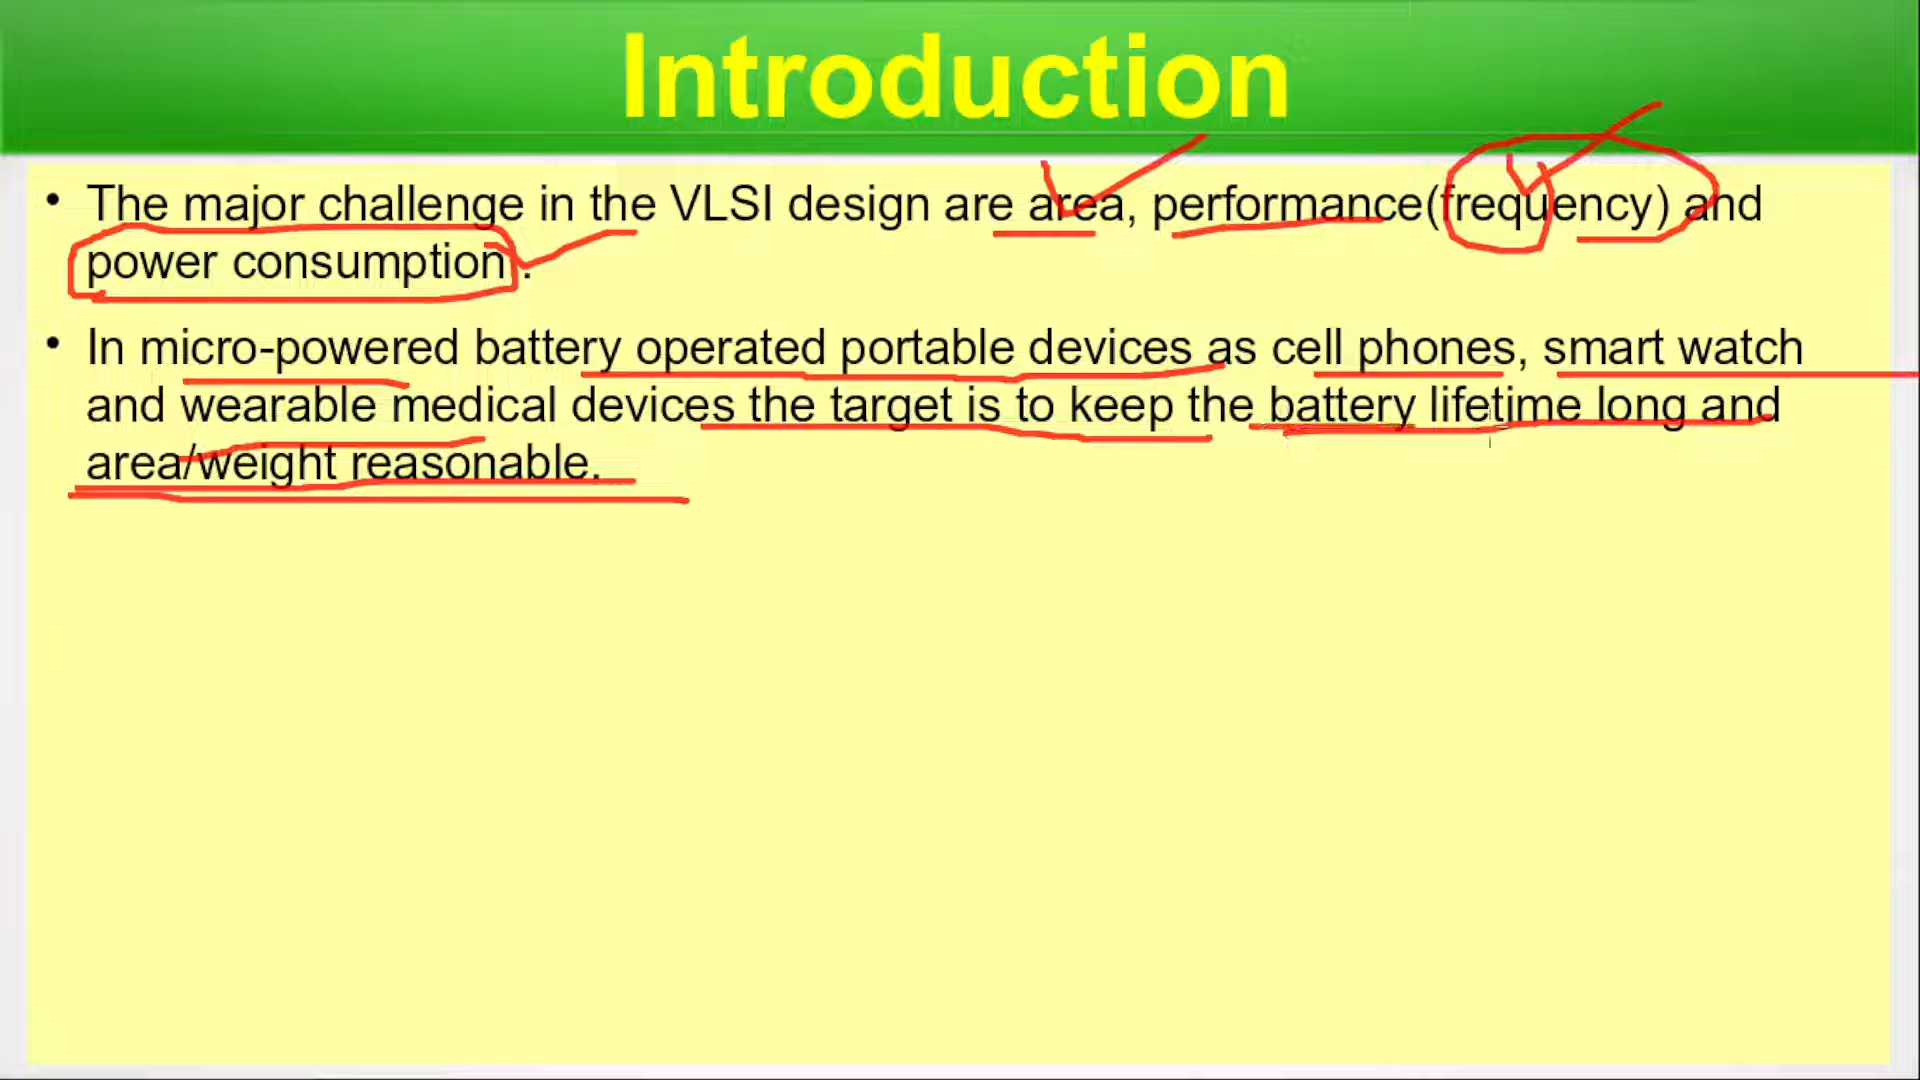 Introduction
• The major challenge in the VLSI design are area, performance(frequency) and
power consumption .
• In micro-powered battery operated portable devices as cell phones, smart watch
and wearable medical devices the target is to keep the battery lifetime long and
area/weight reasonable.